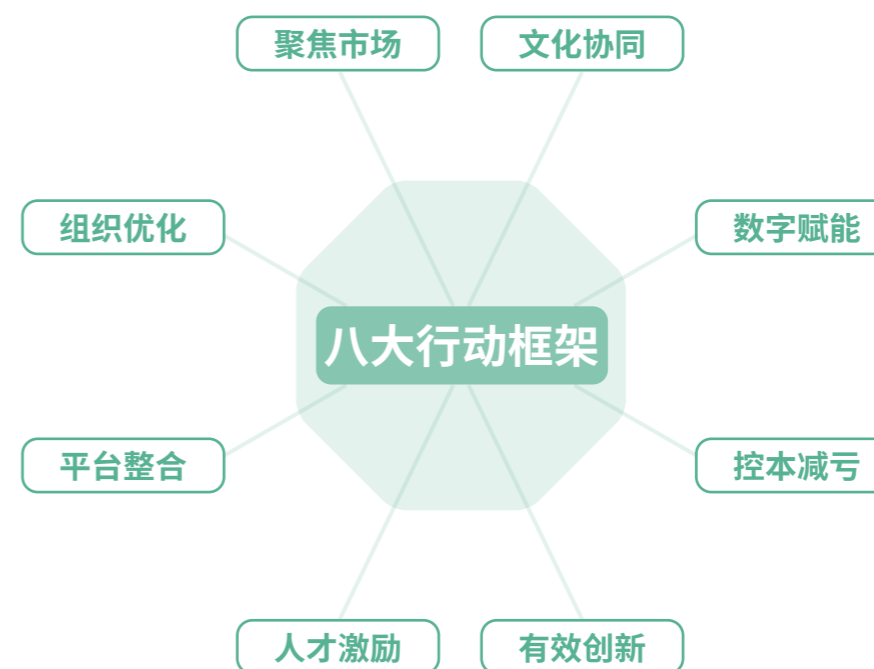 聚焦市场
文化协同
组织优化
数字赋能
八大行动框架
平台整合
控本减亏
人才激励
有效创新